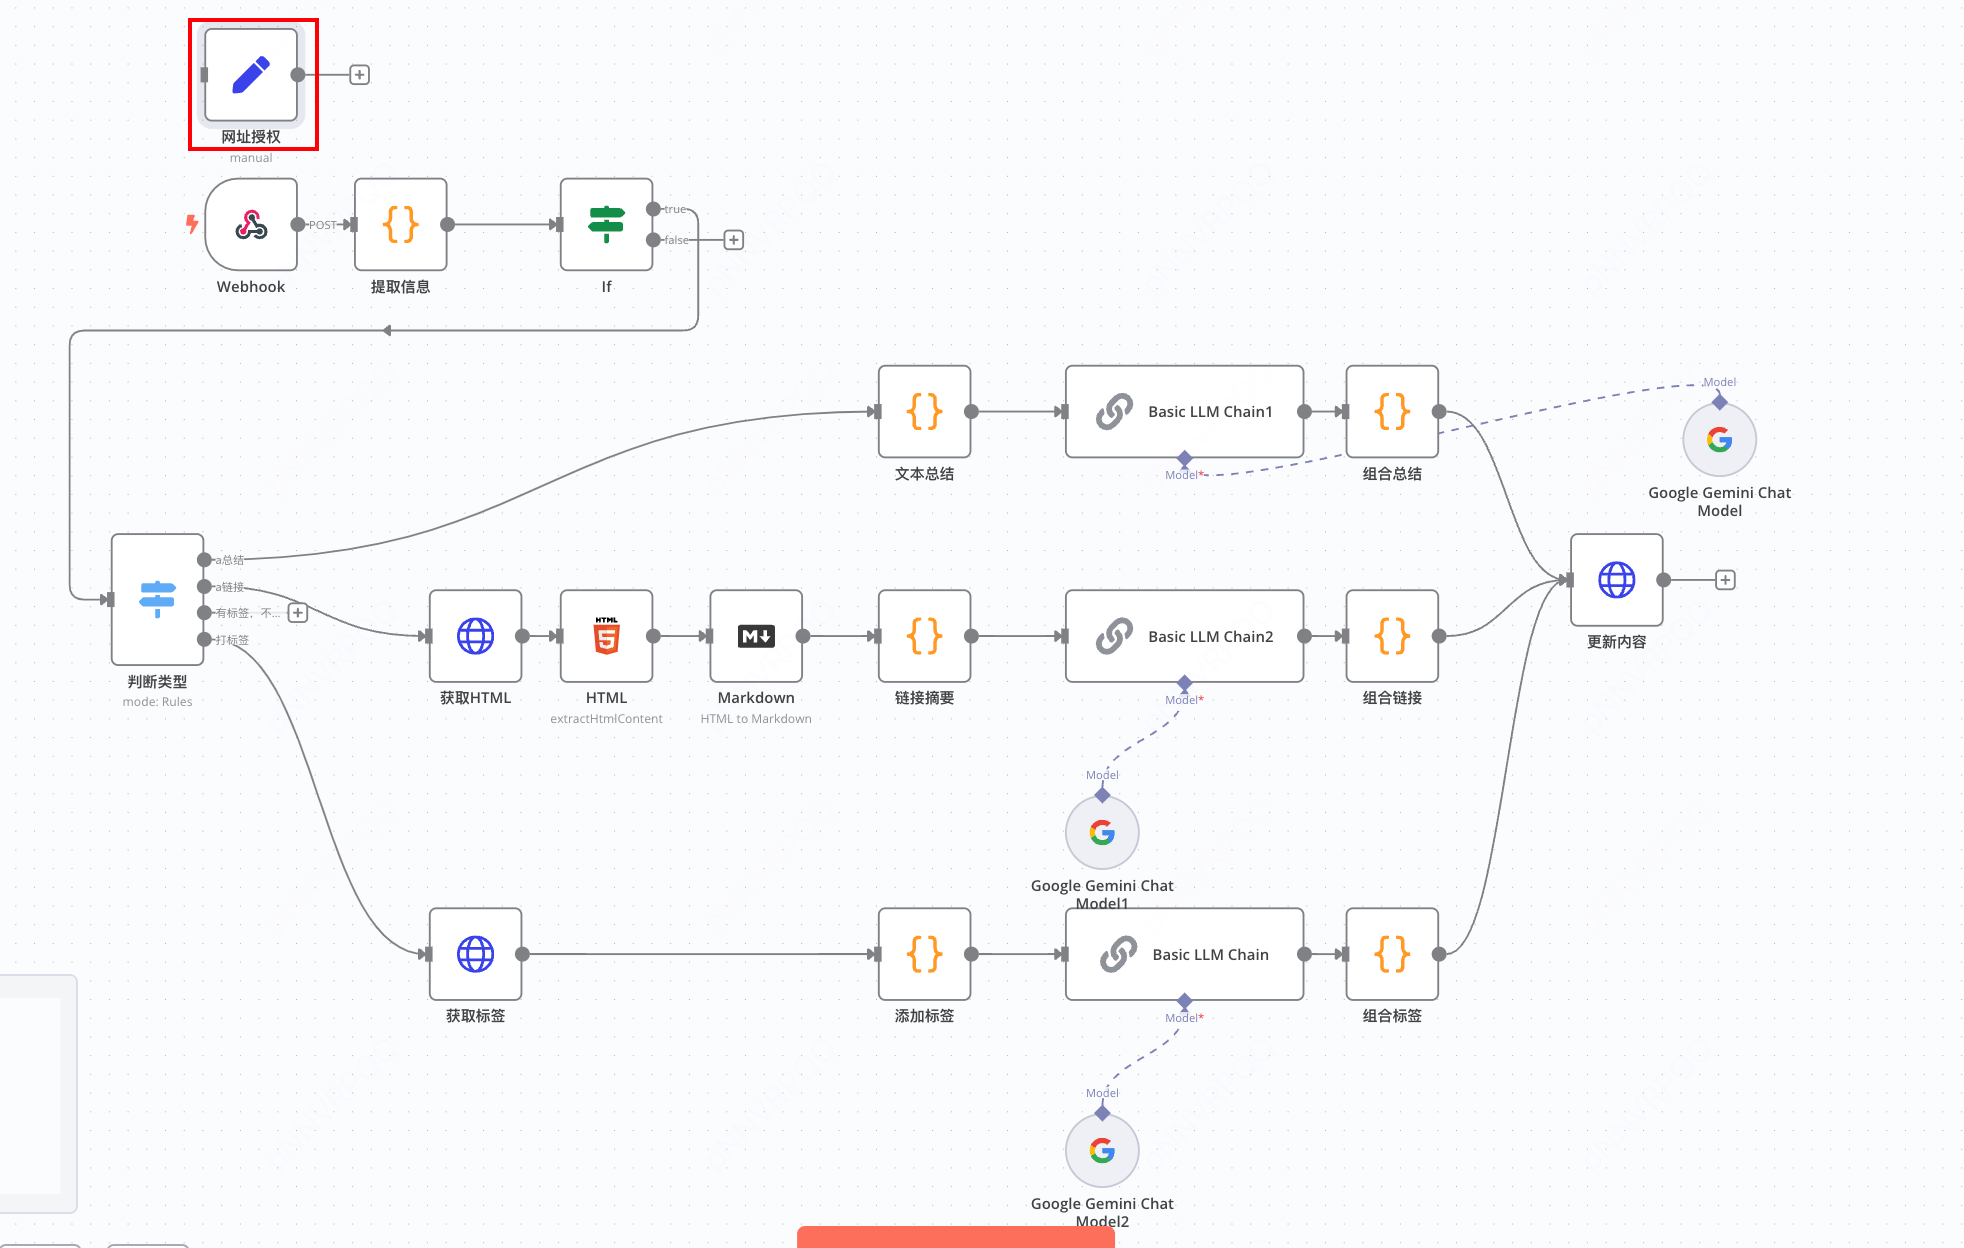 网址授权
manual
POST
true
false
Webhook
提取信息
If
Model
Basic LLM Chain1
Model*
文本总结
组合总结
Google Gemini Chat
Model
a总结
a链接
有标签，不...
打标签
判断类型
mode: Rules
HTML
5
M
Basic LLM Chain2
更新内容
获取HTML
HTML
extractHtmlContent
Markdown
HTML to Markdown
链接摘要
Model*
组合链接
Model
Google Gemini Chat
Model1
Basic LLM Chain
获取标签
添加标签
Model*
组合标签
Model
Google Gemini Chat
Model2